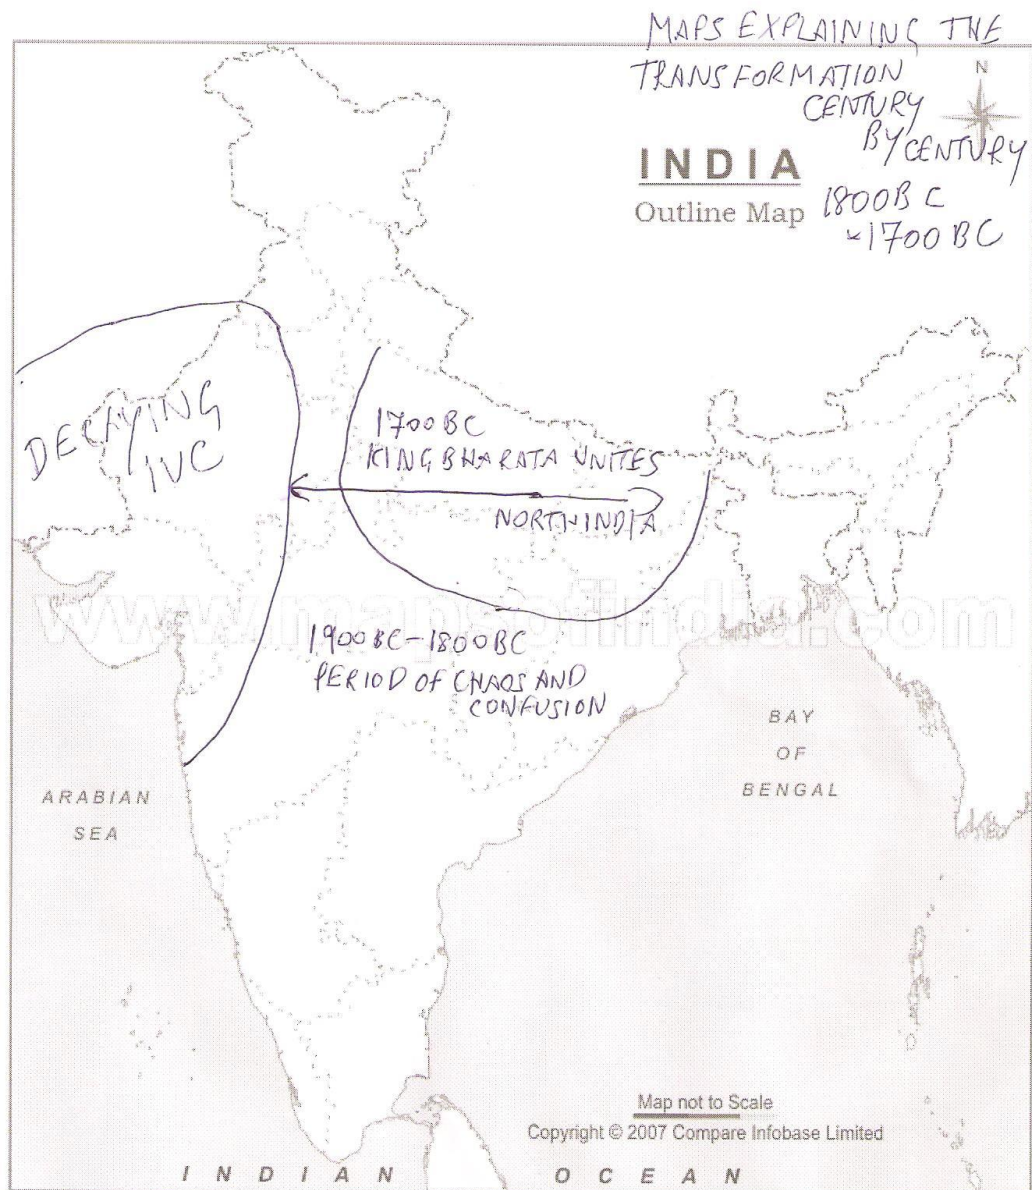 MAPS EXPLAINING THE
TRANSFORMATION
CENTURY
BY CENTURY
N
INDIA
Outline Map
1800BC
-1700BC
DECAYING
IVC
1700BC
KING BHARATA UNITES
NORTH INDIA
www.mapsofindia.com
1900BC-1800BC
PERIOD OF CHAOS AND
CONFUSION
BAY
OF
BENGAL
ARABIAN
SEA
Map not to Scale
Copyright © 2007 Compare Infobase Limited
INDIAN OCEAN